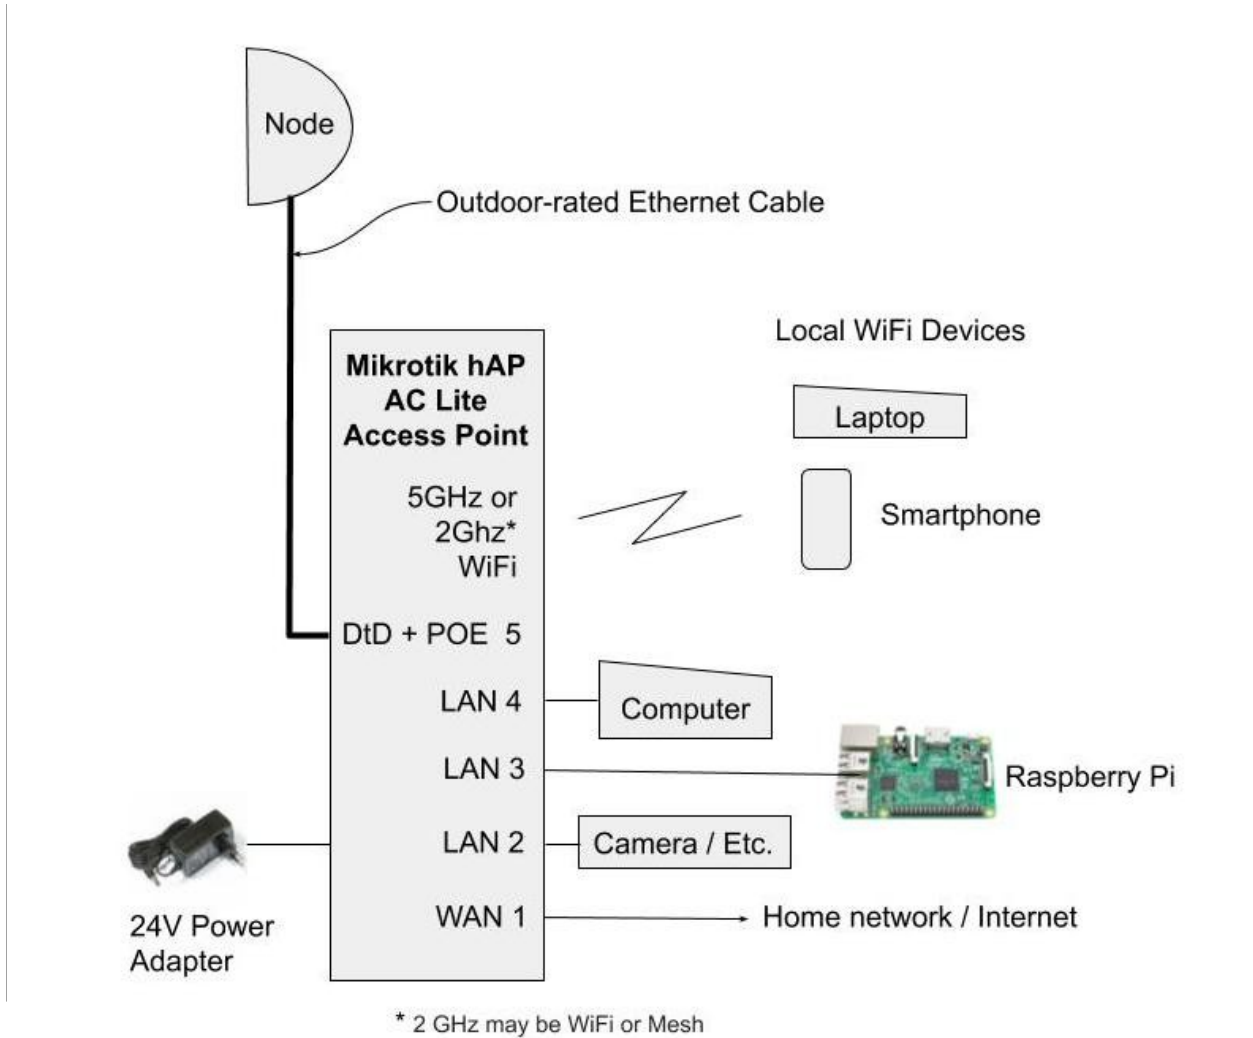 Node
Outdoor-rated Ethernet Cable
Local WiFi Devices
Mikrotik hAP
AC Lite
Access Point
Laptop
5GHz or
2Ghz*
WiFi
Smartphone
DtD + POE 5
LAN 4
Computer
LAN 3
Raspberry Pi
LAN 2
Camera / Etc.
24V Power
Adapter
WAN 1
Home network / Internet
* 2 GHz may be WiFi or Mesh